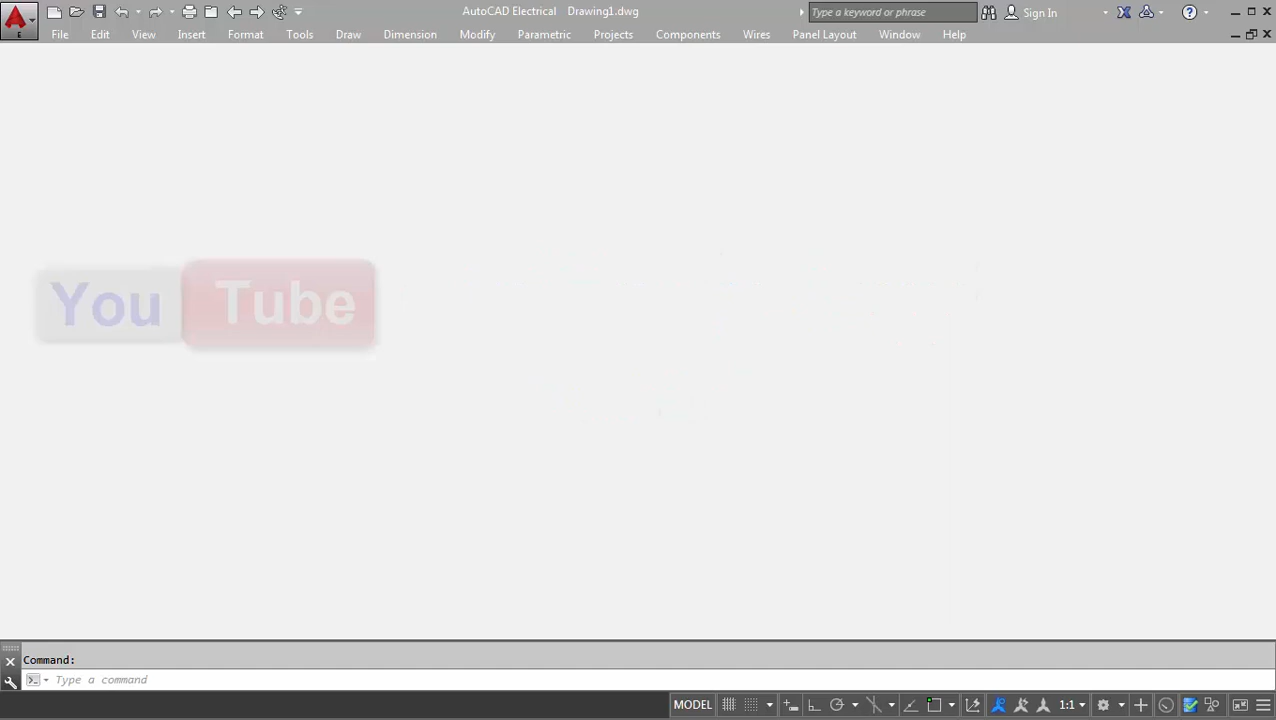 AutoCAD Electrical Drawing1.dwg
Type a keyword or phrase
Sign In
E
File Edit View Insert Format Tools Draw Dimension Modify Parametric Projects Components Wires Panel Layout Window Help
You Tube
Command:
Type a command
MODEL
1:1